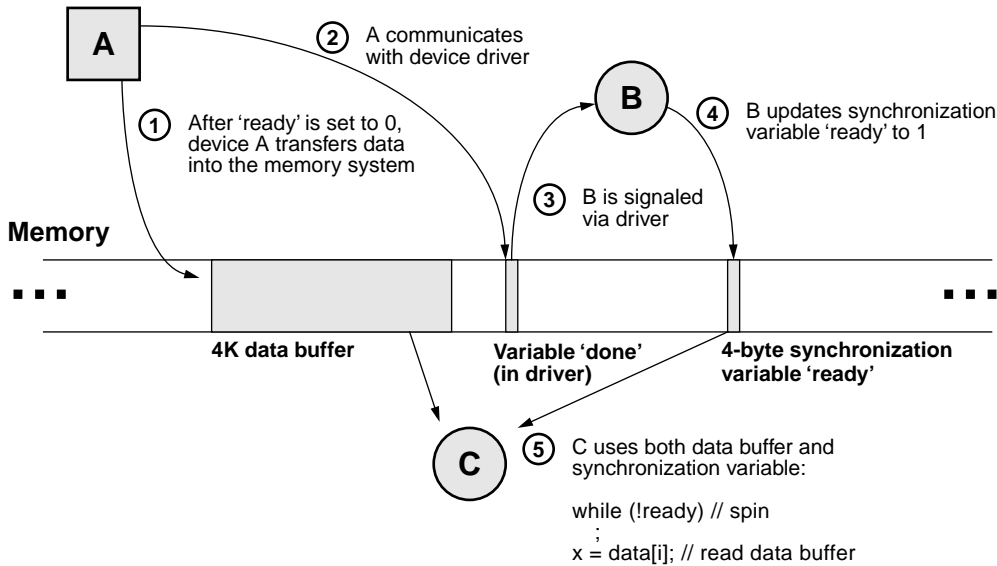 A
2 A communicates
with device driver
B
1 After ‘ready’ is set to 0,
device A transfers data
into the memory system
4 B updates synchronization
variable ‘ready’ to 1
3 B is signaled
via driver
Memory
4K data buffer
Variable ‘done’
(in driver)
4-byte synchronization
variable ‘ready’
C
5 C uses both data buffer and
synchronization variable:
while (!ready) // spin
;
x = data[i]; // read data buffer